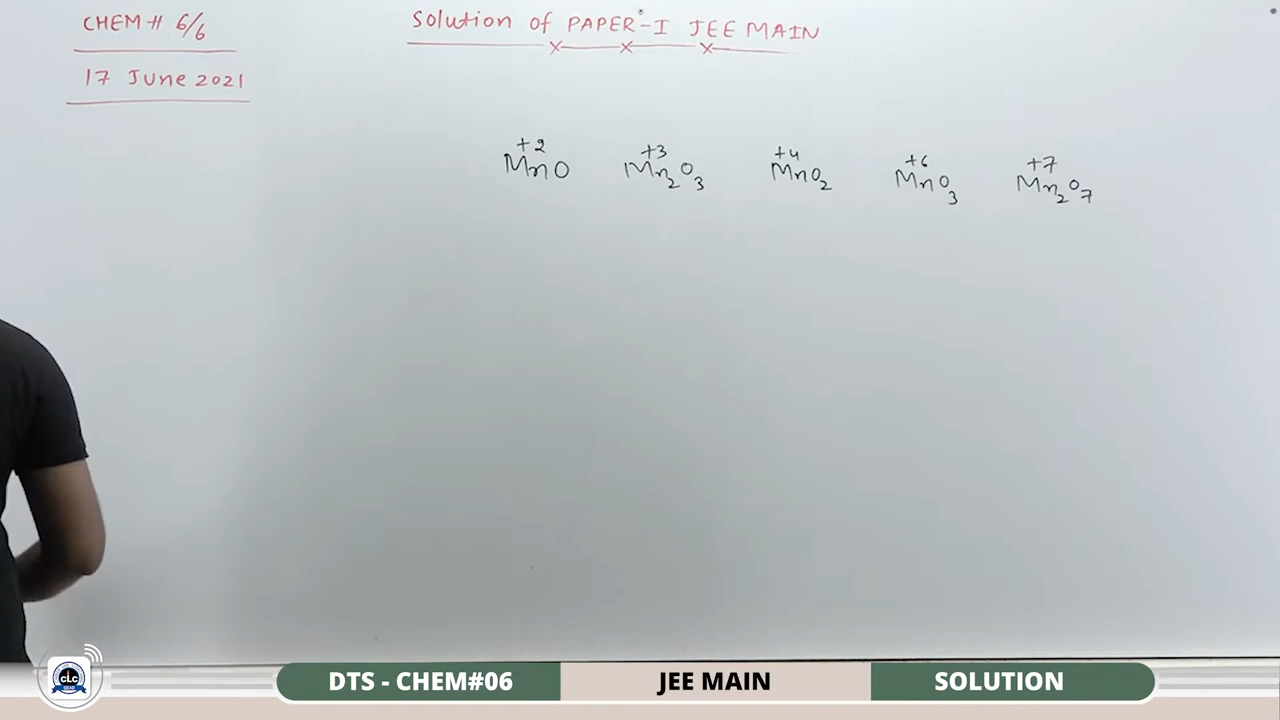 CHEM # 6/6
17 June 2021
Solution of PAPER-I JEE MAIN
+2 +3 +4 +6 +7
MnO Mn₂O₃ MnO₂ MnO₃ Mn₂O₇
CLC
DTS - CHEM#06
JEE MAIN
SOLUTION